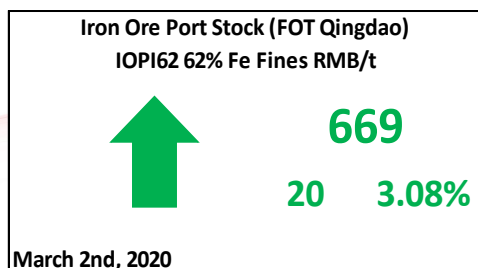 Iron Ore Port Stock (FOT Qingdao)
IOPI62 62% Fe Fines RMB/t
669
20 3.08%
March 2nd, 2020